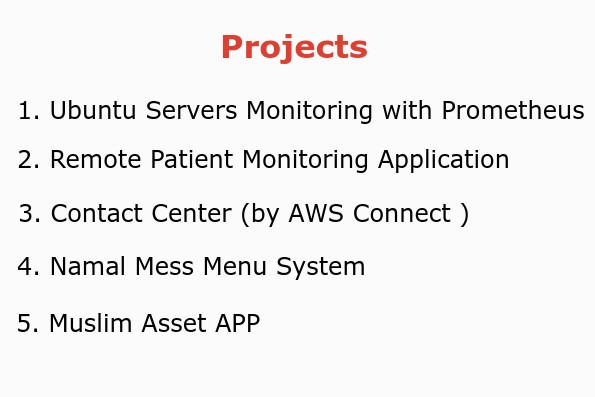 Projects
1. Ubuntu Servers Monitoring with Prometheus
2. Remote Patient Monitoring Application
3. Contact Center (by AWS Connect )
4. Namal Mess Menu System
5. Muslim Asset APP